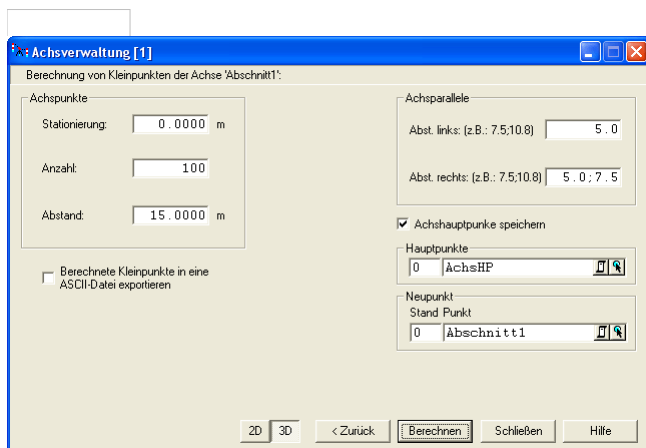 Achsverwaltung [1]
Berechnung von Kleinpunkten der Achse 'Abschnitt1':
Achspunkte
Stationierung: 0.0000 m
Anzahl: 100
Abstand: 15.0000 m
Berechnete Kleinpunkte in eine
ASCII-Datei exportieren
Achsparallele
Abst. links: (z.B.: 7.5;10.8) 5.0
Abst. rechts: (z.B.: 7.5;10.8) 5.0;7.5
Achshauptpunke speichern
Hauptpunkte
0 AchsHP
Neupunkt
Stand Punkt
0 Abschnitt1
2D 3D < Zurück Berechnen Schließen Hilfe